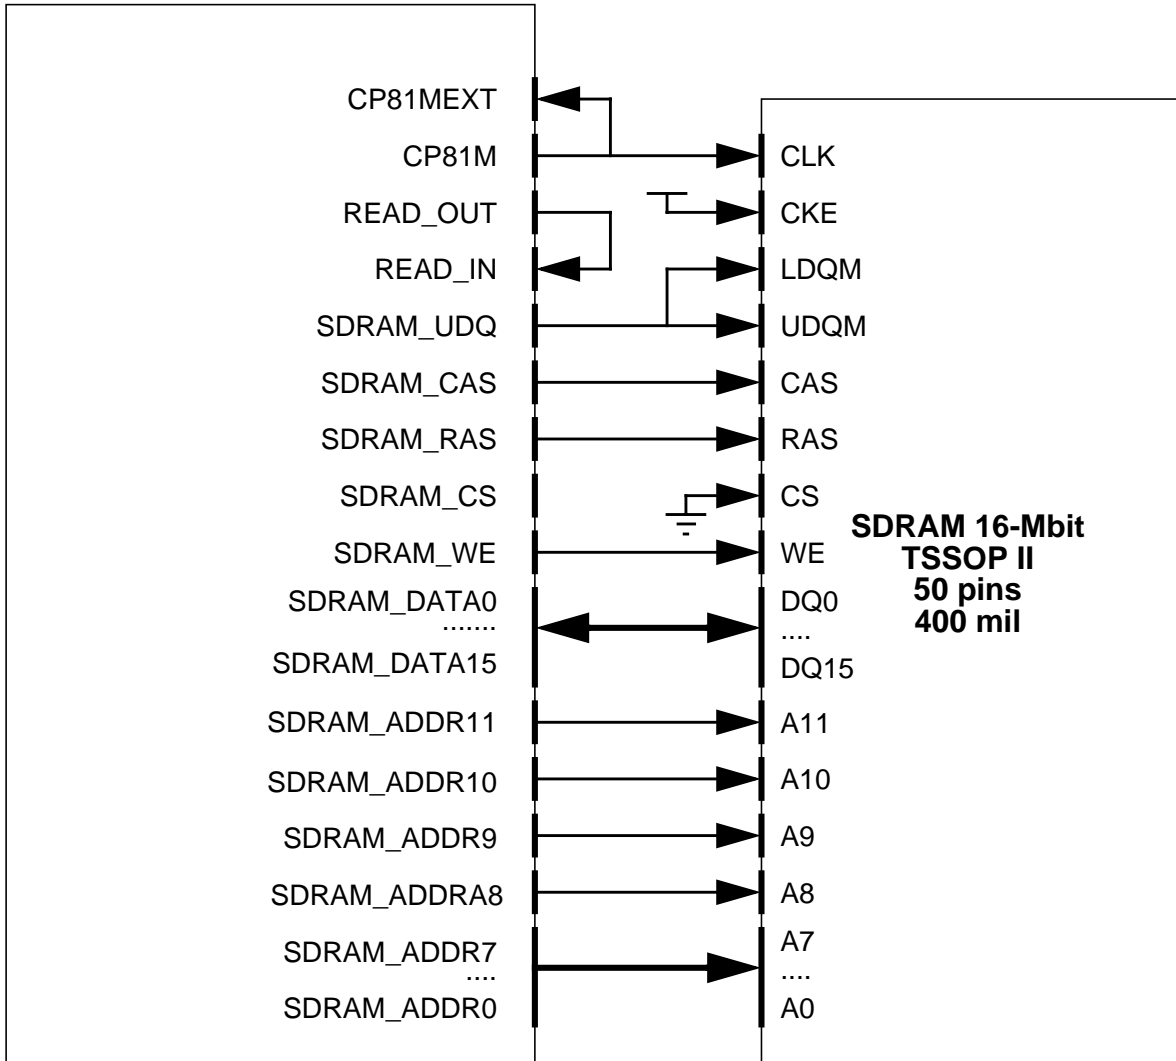 CP81MEXT
CP81M
READ_OUT
READ_IN
SDRAM_UDQ
SDRAM_CAS
SDRAM_RAS
SDRAM_CS
SDRAM_WE
SDRAM_DATA0
.......
SDRAM_DATA15
SDRAM_ADDR11
SDRAM_ADDR10
SDRAM_ADDR9
SDRAM_ADDRA8
SDRAM_ADDR7
....
SDRAM_ADDR0
CLK
CKE
LDQM
UDQM
CAS
RAS
CS
WE
DQ0
....
DQ15
A11
A10
A9
A8
A7
....
A0
SDRAM 16-Mbit
TSSOP II
50 pins
400 mil